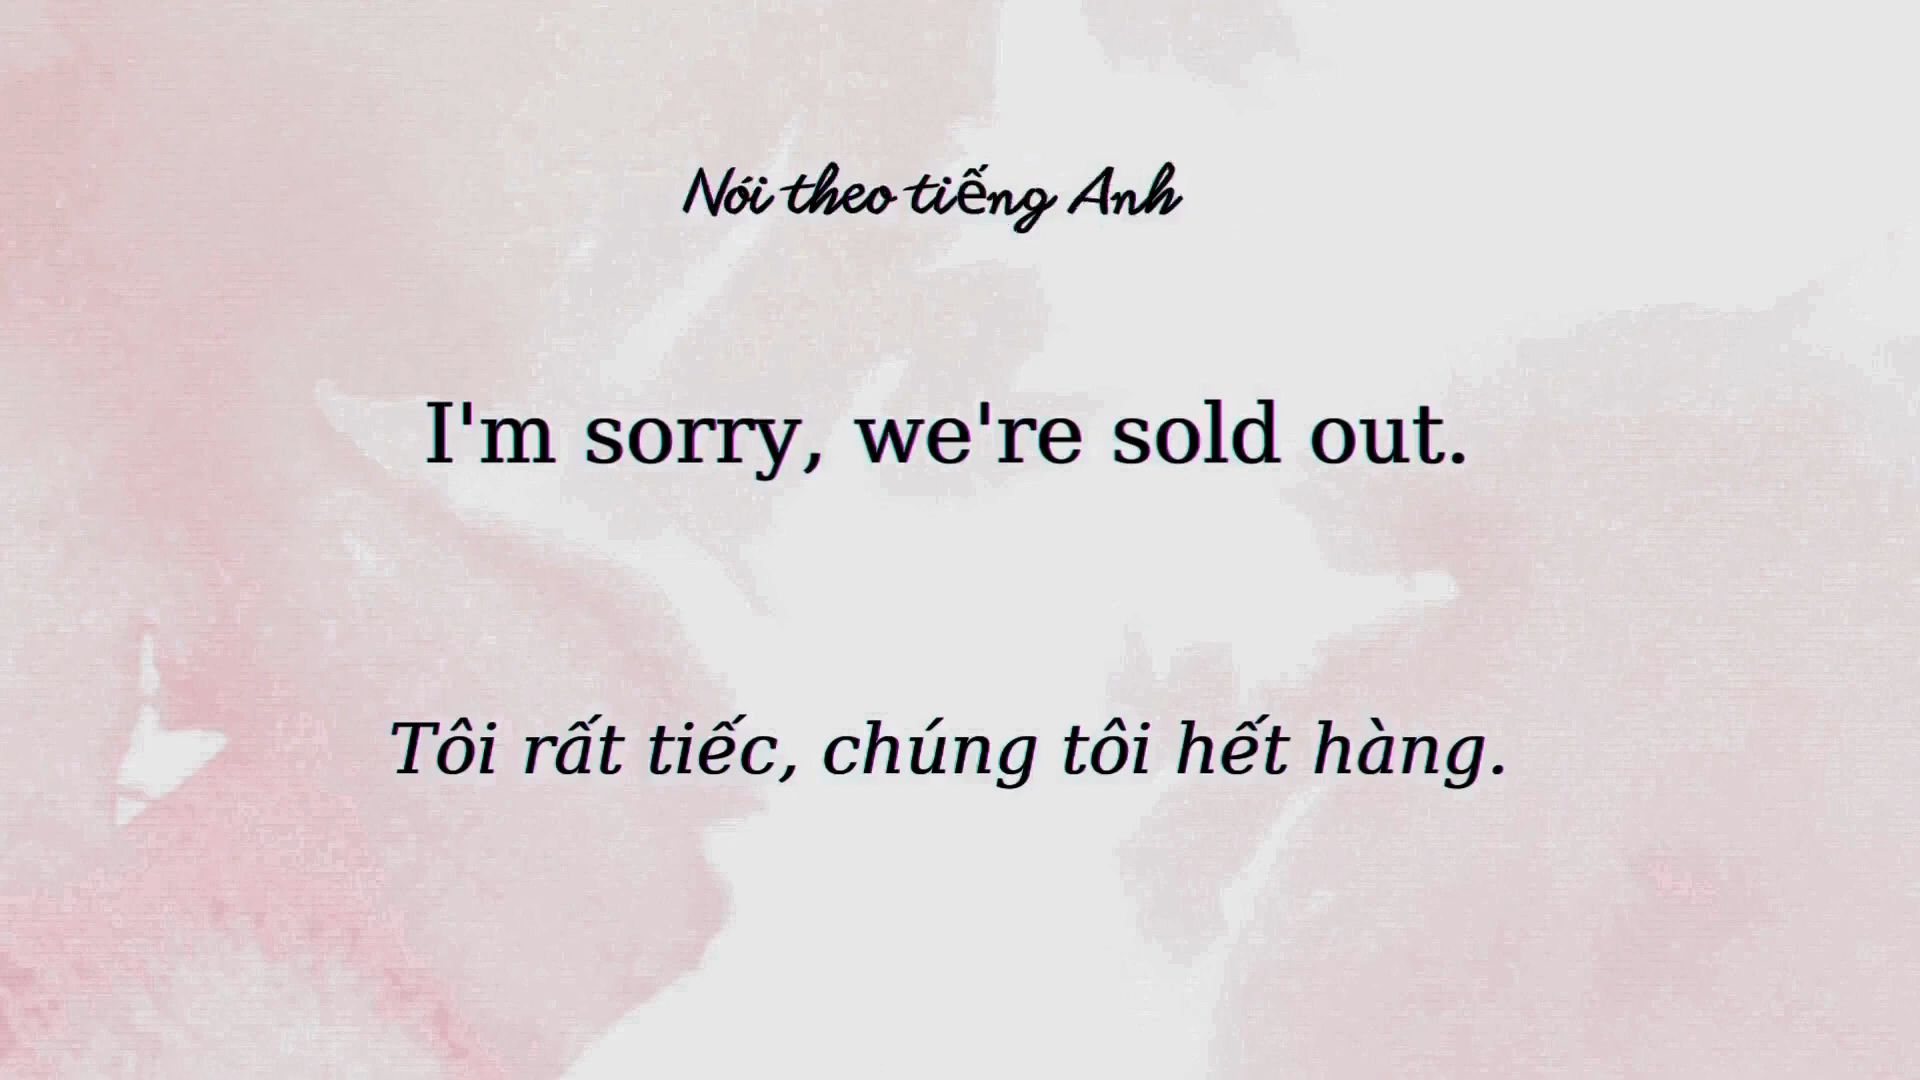 Nói theo tiếng Anh
I'm sorry, we're sold out.
Tôi rất tiếc, chúng tôi hết hàng.